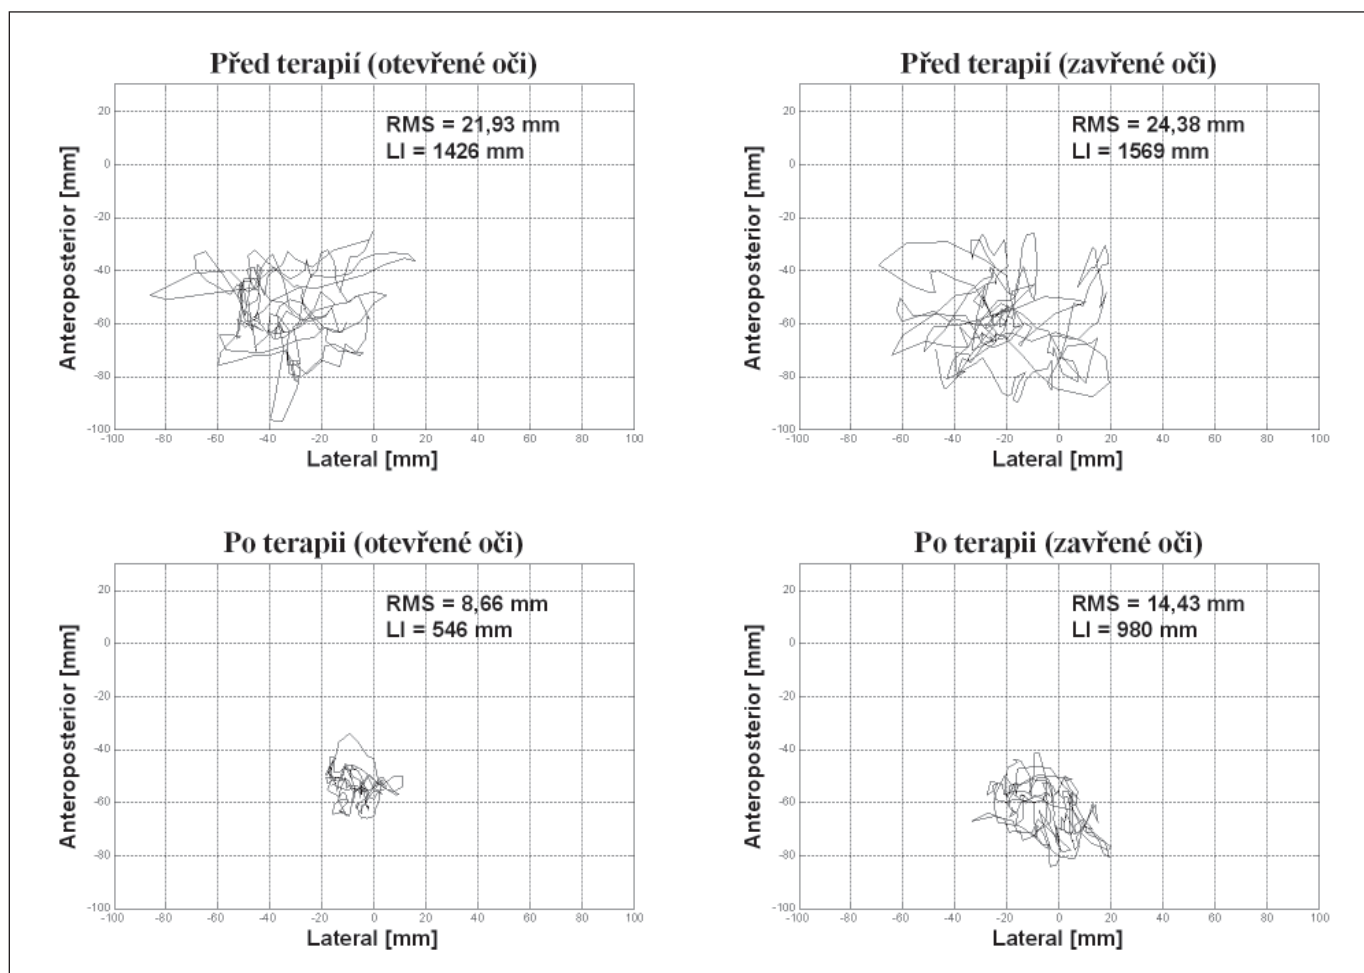 Před terapií (otevřené oči)
RMS = 21,93 mm
LI = 1426 mm
Anteroposterior [mm]
20
0
-20
-40
-60
-80
-100
-100 -80 -60 -40 -20 0 20 40 60 80 100
Lateral [mm]
Před terapií (zavřené oči)
RMS = 24,38 mm
LI = 1569 mm
Anteroposterior [mm]
20
0
-20
-40
-60
-80
-100
-100 -80 -60 -40 -20 0 20 40 60 80 100
Lateral [mm]
Po terapii (otevřené oči)
RMS = 8,66 mm
LI = 546 mm
Anteroposterior [mm]
20
0
-20
-40
-60
-80
-100
-100 -80 -60 -40 -20 0 20 40 60 80 100
Lateral [mm]
Po terapii (zavřené oči)
RMS = 14,43 mm
LI = 980 mm
Anteroposterior [mm]
20
0
-20
-40
-60
-80
-100
-100 -80 -60 -40 -20 0 20 40 60 80 100
Lateral [mm]